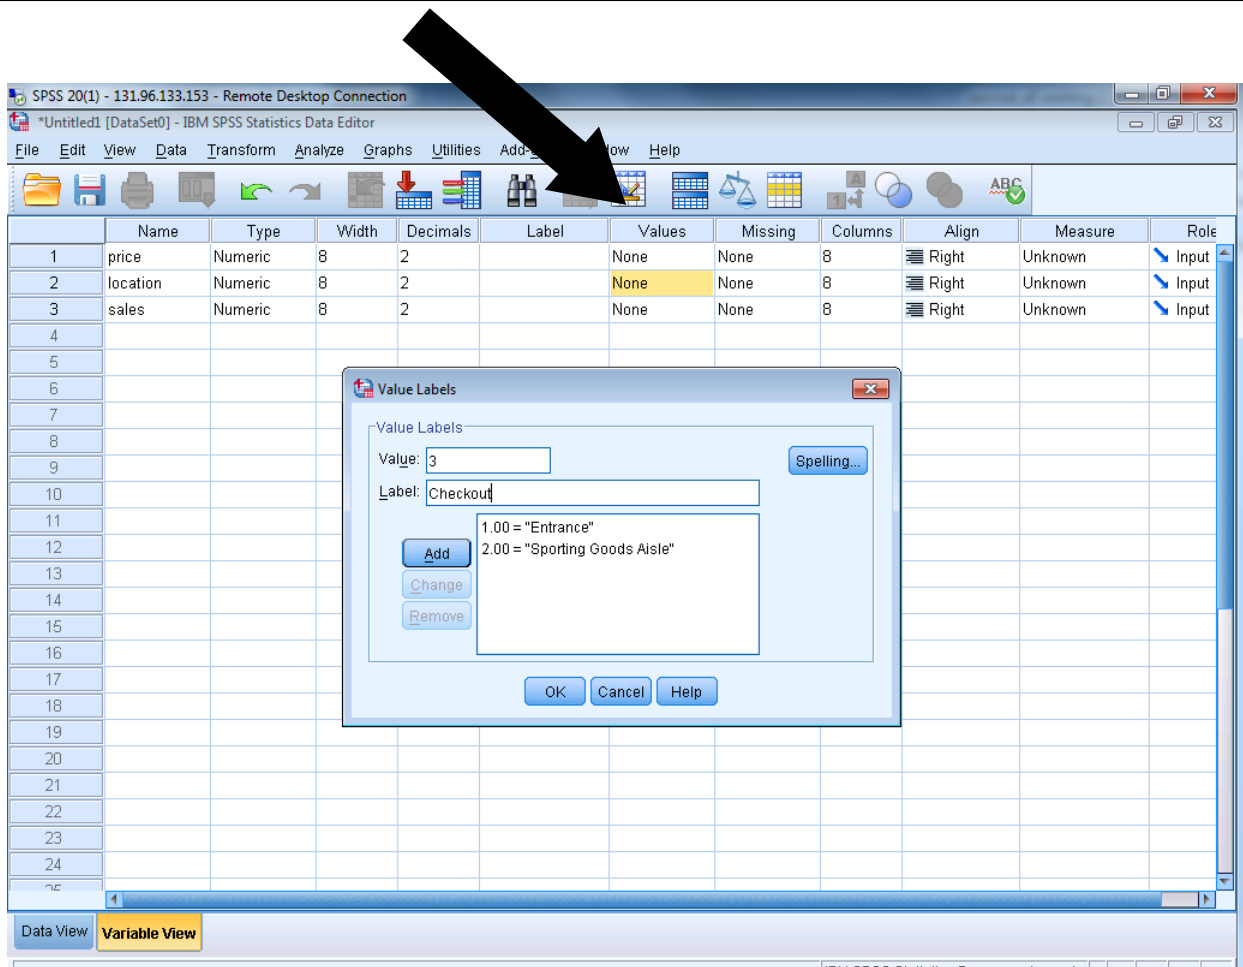 SPSS 20(1) - 131.96.133.153 - Remote Desktop Connection
*Untitled1 [DataSet0] - IBM SPSS Statistics Data Editor
File Edit View Data Transform Analyze Graphs Utilities Help
Name Type Width Decimals Label Values Missing Columns Align Measure Role
1 price Numeric 8 2 None None 8 Right Unknown Input
2 location Numeric 8 2 None None 8 Right Unknown Input
3 sales Numeric 8 2 None None 8 Right Unknown Input
4
5
6
7
8
9
10
11
12
13
14
15
16
17
18
19
20
21
22
23
24
Value Labels
Value Labels
Value: 3
Spelling...
Label: Checkout
1.00 = "Entrance"
2.00 = "Sporting Goods Aisle"
Add
Change
Remove
OK Cancel Help
Data View Variable View